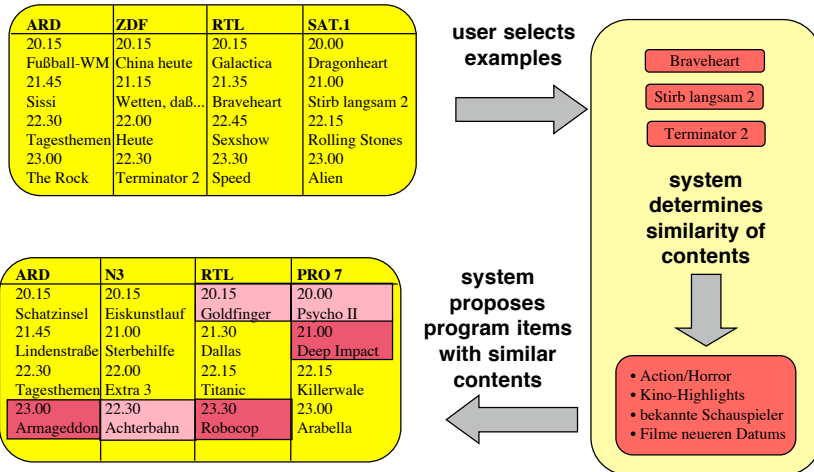 ARD ZDF RTL SAT.1
20.15 20.15 20.15 20.00
Fußball-WM China heute Galactica Dragonheart
21.45 21.15 21.35 21.00
Sissi Wetten, daß... Braveheart Stirb langsam 2
22.30 22.00 22.45 22.15
Tagesthemen Heute Sexshow Rolling Stones
23.00 22.30 23.30 23.00
The Rock Terminator 2 Speed Alien
user selects
examples
Braveheart
Stirb langsam 2
Terminator 2
system
determines
similarity of
contents
• Action/Horror
• Kino-Highlights
• bekannte Schauspieler
• Filme neueren Datums
system
proposes
program items
with similar
contents
ARD N3 RTL PRO 7
20.15 20.15 20.15 20.00
Schatzinsel Eiskunstlauf Goldfinger Psycho II
21.45 21.00 21.30 21.00
Lindenstraße Sterbehilfe Dallas Deep Impact
22.30 22.00 22.15 22.15
Tagesthemen Extra 3 Titanic Killerwale
23.00 22.30 23.30 23.00
Armageddon Achterbahn Robocop Arabella